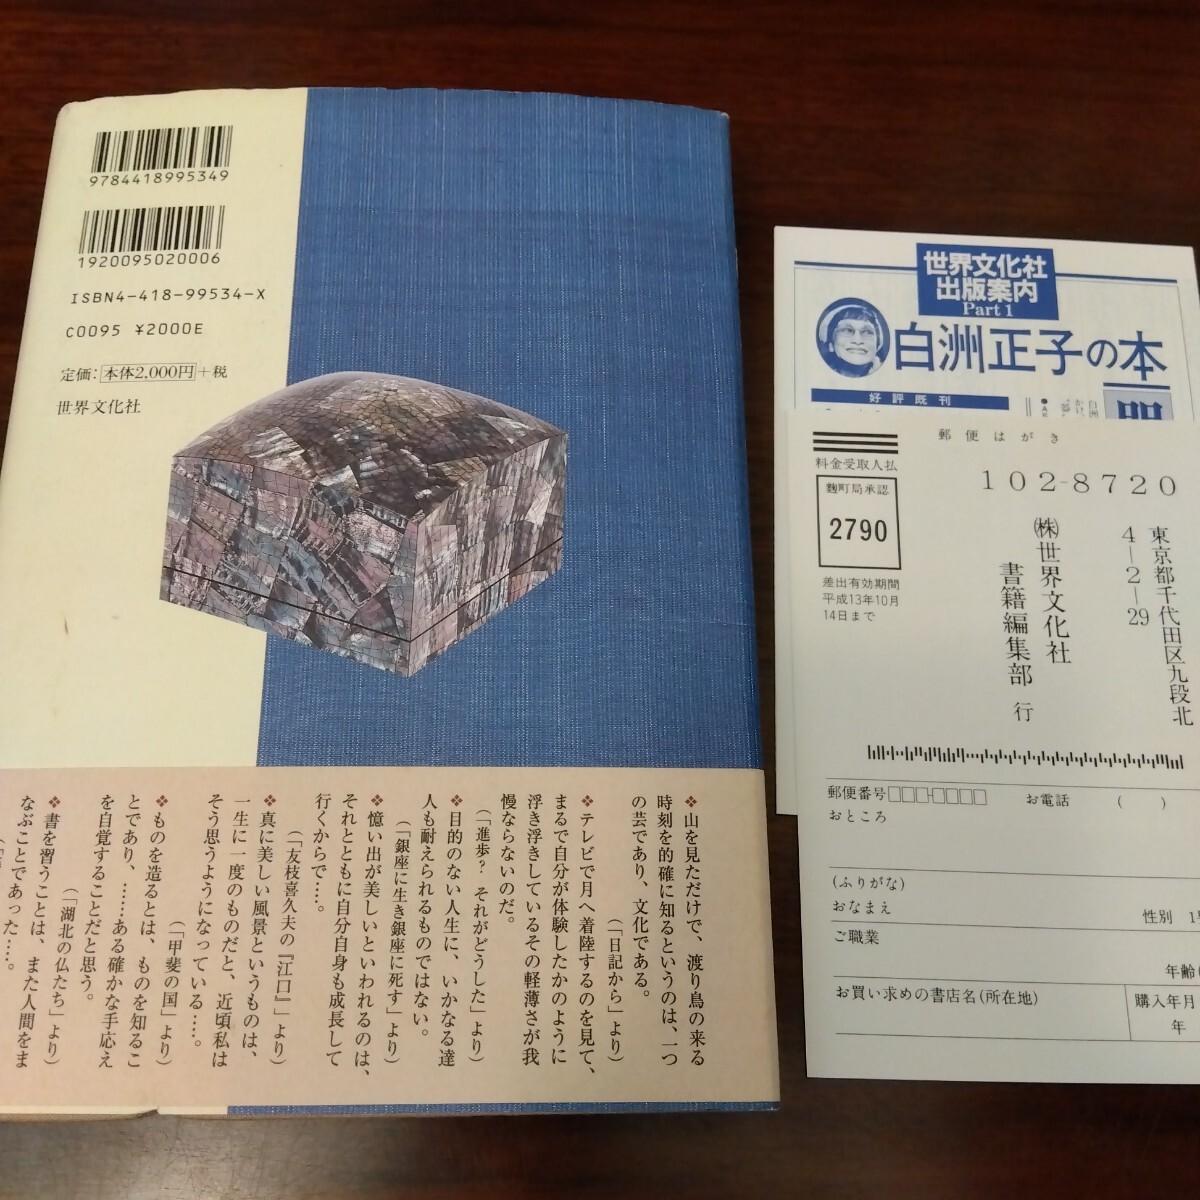 9784418995349
1920095020006
ISBN4-418-99534-X
C0095 ¥2000E
定価：本体2,000円＋税
世界文化社
❖山を見ただけで、渡り鳥の来る
時刻を的確に知るというのは、一つ
の芸であり、文化である。
（「日記から」より）
❖テレビで月へ着陸するのを見て、
まるで自分が体験したかのように
浮き浮きしているその軽薄さが我
慢ならないのだ。
（「進歩？ それがどうした」より）
❖目的のない人生に、いかなる達
人も耐えられるものではない。
（「銀座に生き銀座に死す」より）
❖憶い出が美しいといわれるのは、
それとともに自分自身も成長して
行くからで……。
（「友枝喜久夫の『江口』」より）
❖真に美しい風景というものは、
一生に一度のものだと、近頃私は
そう思うようになっている……。
（「甲斐の国」より）
❖ものを造るとは、ものを知るこ
とであり、……ある確かな手応え
を自覚することだと思う。
（「湖北の仏たち」より）
❖書を習うことは、また人間をま
なぶことであった……。
世界文化社
出版案内
Part 1
白洲正子の本
好評既刊
郵便はがき
料金受取人払
麹町局承認
2790
差出有効期間
平成13年10月
14日まで
102-8720
東京都千代田区九段北
4－2－29
㈱世界文化社
書籍編集部 行
郵便番号□□□-□□□□ お電話 （ ）
おところ
(ふりがな)
おなまえ
性別 1
ご職業
年齢(
お買い求めの書店名(所在地)
購入年月
年